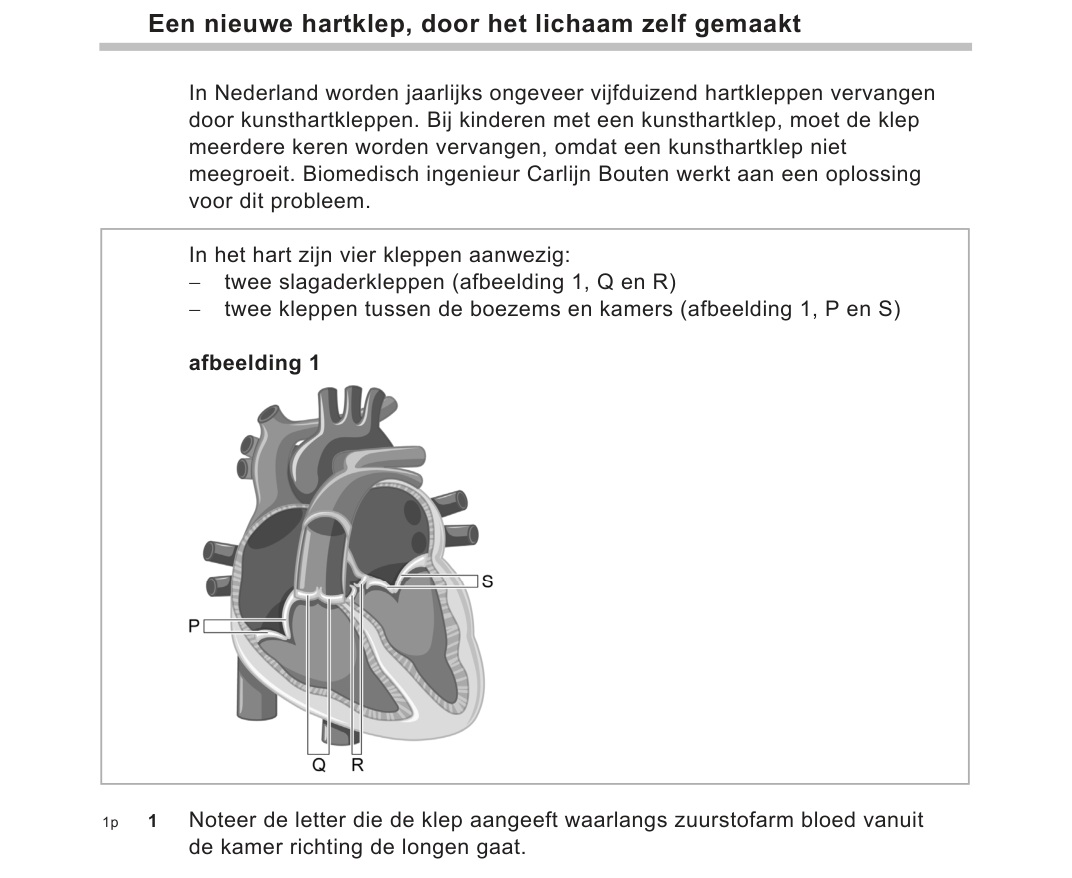 Een nieuwe hartklep, door het lichaam zelf gemaakt
In Nederland worden jaarlijks ongeveer vijfduizend hartkleppen vervangen
door kunsthartkleppen. Bij kinderen met een kunsthartklep, moet de klep
meerdere keren worden vervangen, omdat een kunsthartklep niet
meegroeit. Biomedisch ingenieur Carlijn Bouten werkt aan een oplossing
voor dit probleem.
In het hart zijn vier kleppen aanwezig:
– twee slagaderkleppen (afbeelding 1, Q en R)
– twee kleppen tussen de boezems en kamers (afbeelding 1, P en S)
afbeelding 1
S
P
Q R
1p 1 Noteer de letter die de klep aangeeft waarlangs zuurstofarm bloed vanuit
de kamer richting de longen gaat.